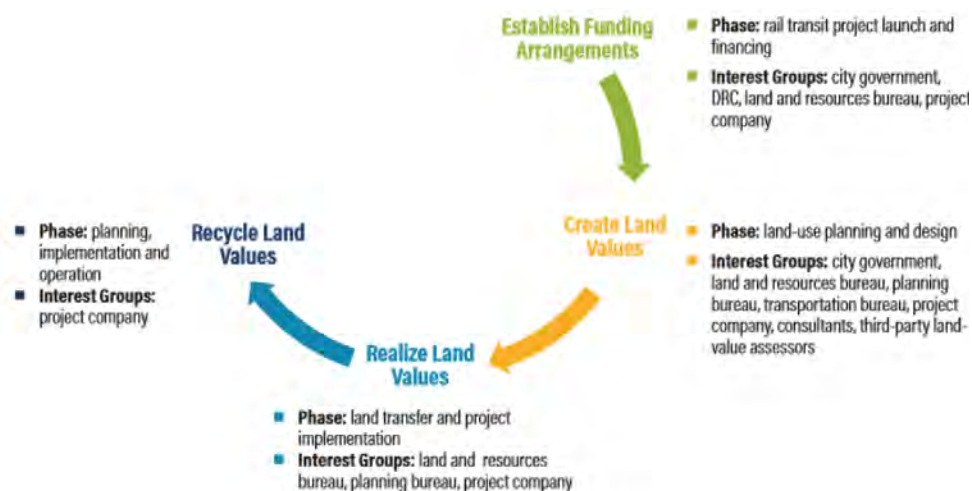 Establish Funding
Arrangements
■ Phase: rail transit project launch and
financing
■ Interest Groups: city government,
DRC, land and resources bureau, project
company
Create Land
Values
■ Phase: land-use planning and design
■ Interest Groups: city government,
land and resources bureau, planning
bureau, transportation bureau, project
company, consultants, third-party land-
value assessors
Realize Land
Values
■ Phase: land transfer and project
implementation
■ Interest Groups: land and resources
bureau, planning bureau, project company
Recycle Land
Values
■ Phase: planning,
implementation and
operation
■ Interest Groups:
project company